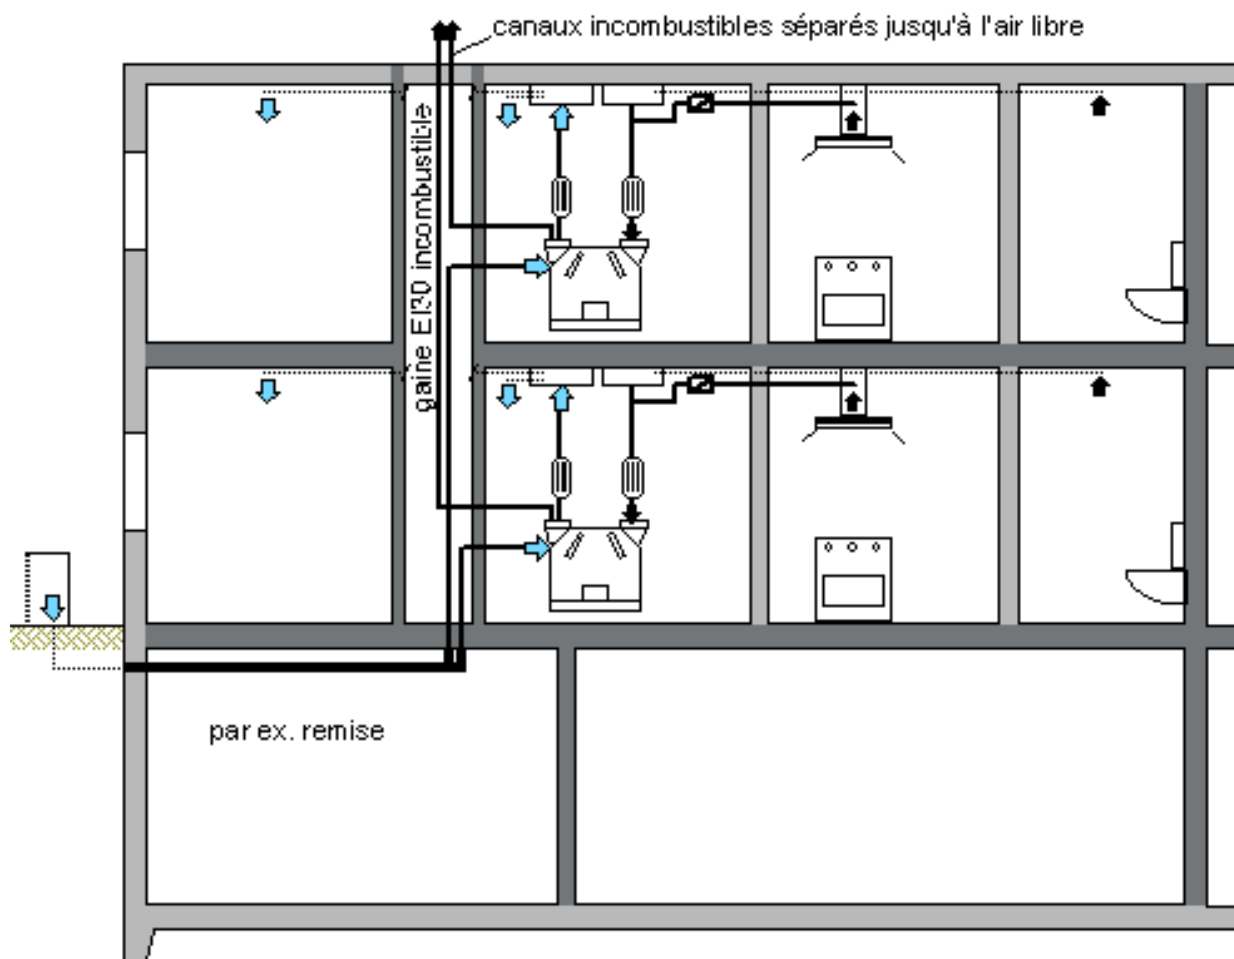 canaux incombustibles séparés jusqu'à l'air libre
gaine EI30 incombustible
par ex. remise